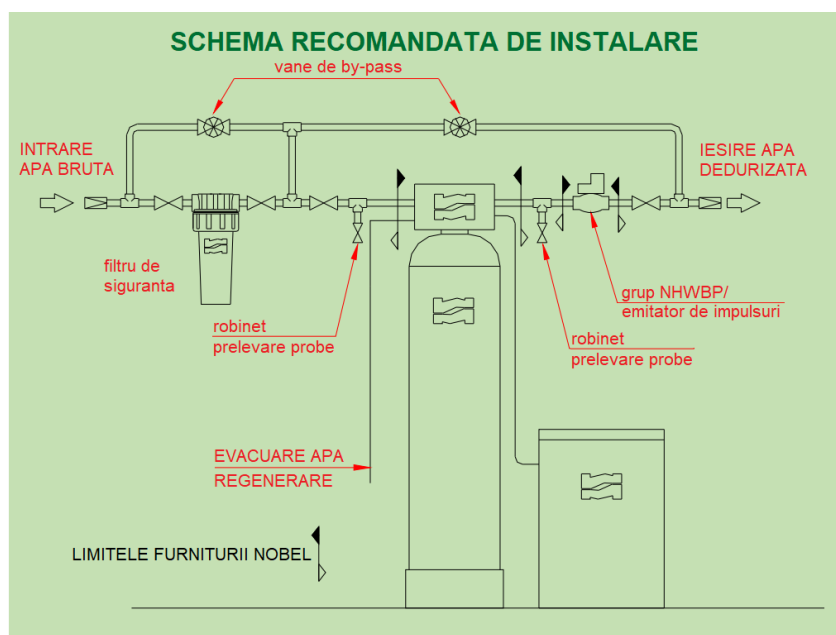 SCHEMA RECOMANDATA DE INSTALARE
vane de by-pass
INTRARE
APA BRUTA
IESIRE APA
DEDURIZATA
filtru de
siguranta
robinet
prelevare probe
grup NHWBP/
emitator de impulsuri
robinet
prelevare probe
EVACUARE APA
REGENERARE
LIMITELE FURNITURII NOBEL